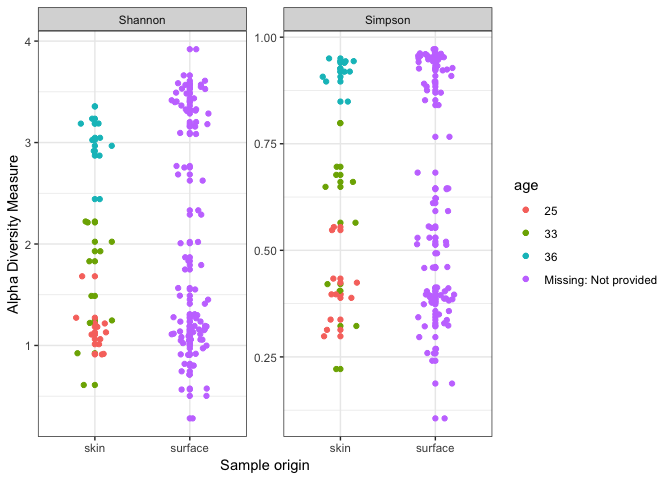 Shannon
Simpson
Alpha Diversity Measure
4
3
2
1
1.00
0.75
0.50
0.25
skin
surface
skin
surface
Sample origin
age
25
33
36
Missing: Not provided